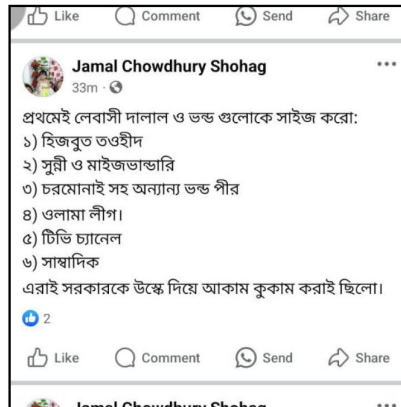 Like Comment Send Share
Jamal Chowdhury Shohag
33m
প্রথমেই লেবাসী দালাল ও ভন্ড গুলোকে সাইজ করো:
১) হিজবুত তওহীদ
২) সুন্নী ও মাইজভান্ডারি
৩) চরমোনাই সহ অন্যান্য ভন্ড পীর
৪) ওলামা লীগ।
৫) টিভি চ্যানেল
৬) সাম্বাদিক
এরাই সরকারকে উস্কে দিয়ে আকাম কুকাম করাই ছিলো।
2
Like Comment Send Share
Jamal Chowdhury Shohag